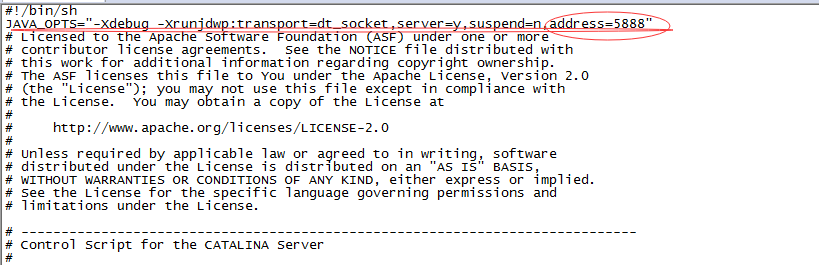 #!/bin/sh
JAVA_OPTS="-Xdebug -Xrunjdwp:transport=dt_socket,server=y,suspend=n,address=5888"
# Licensed to the Apache Software Foundation (ASF) under one or more
# contributor license agreements.  See the NOTICE file distributed with
# this work for additional information regarding copyright ownership.
# The ASF licenses this file to You under the Apache License, Version 2.0
# (the "License"); you may not use this file except in compliance with
# the License.  You may obtain a copy of the License at
#
#     http://www.apache.org/licenses/LICENSE-2.0
#
# Unless required by applicable law or agreed to in writing, software
# distributed under the License is distributed on an "AS IS" BASIS,
# WITHOUT WARRANTIES OR CONDITIONS OF ANY KIND, either express or implied.
# See the License for the specific language governing permissions and
# limitations under the License.
# -----------------------------------------------------------------------------
# Control Script for the CATALINA Server
#